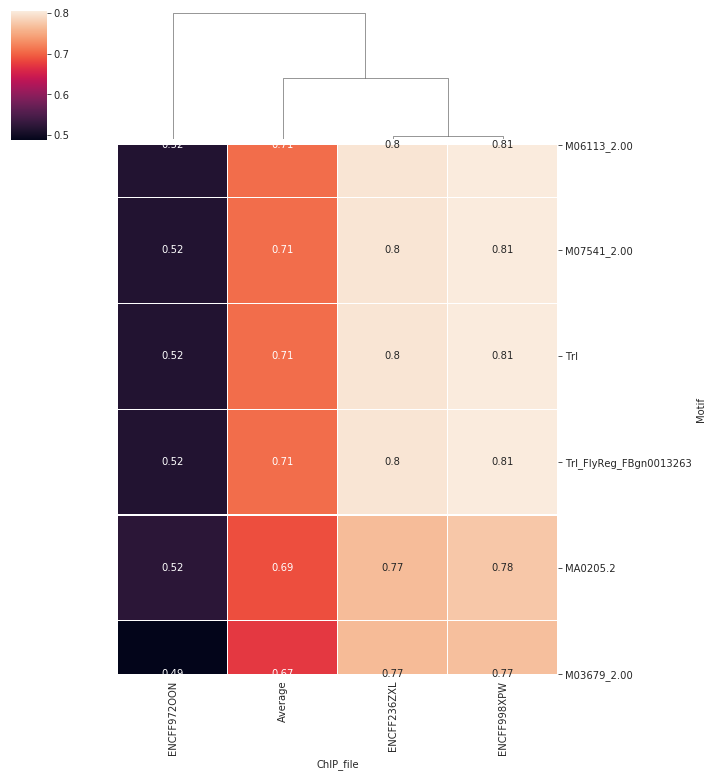 0.8
0.7
0.6
0.5
0.52 0.71 0.8 0.81 M06113_2.00
0.52 0.71 0.8 0.81 M07541_2.00
0.52 0.71 0.8 0.81 Trl
0.52 0.71 0.8 0.81 Trl_FlyReg_FBgn0013263
0.52 0.69 0.77 0.78 MA0205.2
0.49 0.67 0.77 0.77 M03679_2.00
Motif
ENCFF972OON
Average
ENCFF236ZXL
ENCFF998XPW
ChIP_file